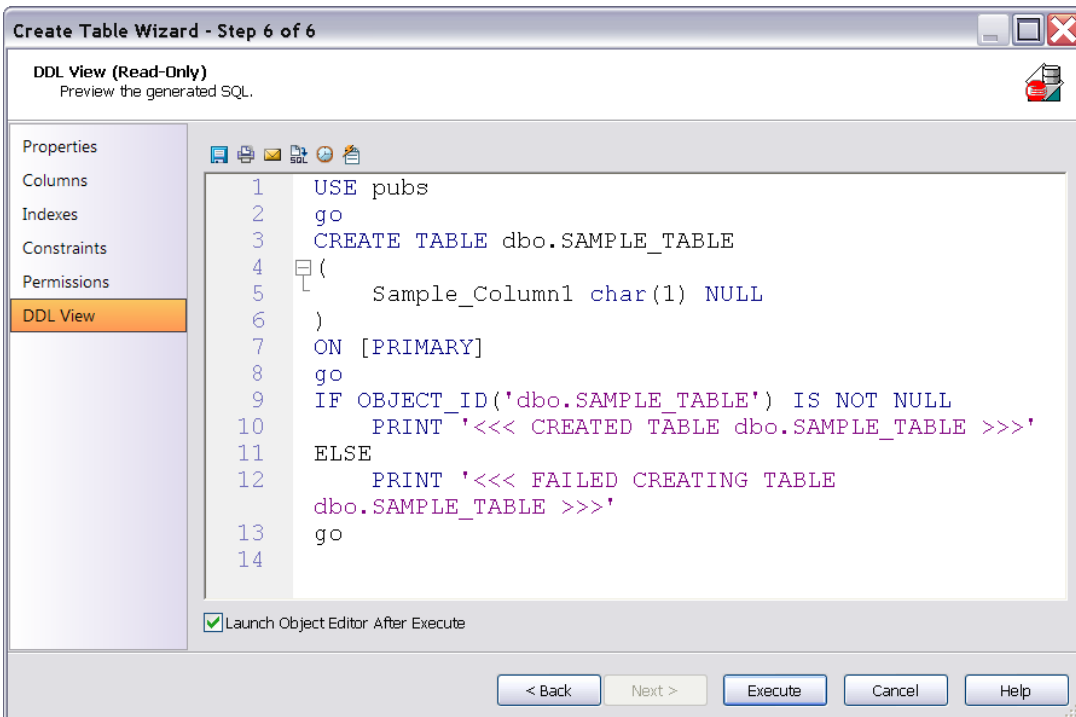 Create Table Wizard - Step 6 of 6
DDL View (Read-Only)
Preview the generated SQL.
Properties
Columns
Indexes
Constraints
Permissions
DDL View
SQL
1 USE pubs
2 go
3 CREATE TABLE dbo.SAMPLE_TABLE
4 (
5 Sample_Column1 char(1) NULL
6 )
7 ON [PRIMARY]
8 go
9 IF OBJECT_ID('dbo.SAMPLE_TABLE') IS NOT NULL
10 PRINT '<<< CREATED TABLE dbo.SAMPLE_TABLE >>>'
11 ELSE
12 PRINT '<<< FAILED CREATING TABLE
dbo.SAMPLE_TABLE >>>'
13 go
14
Launch Object Editor After Execute
< Back Next > Execute Cancel Help